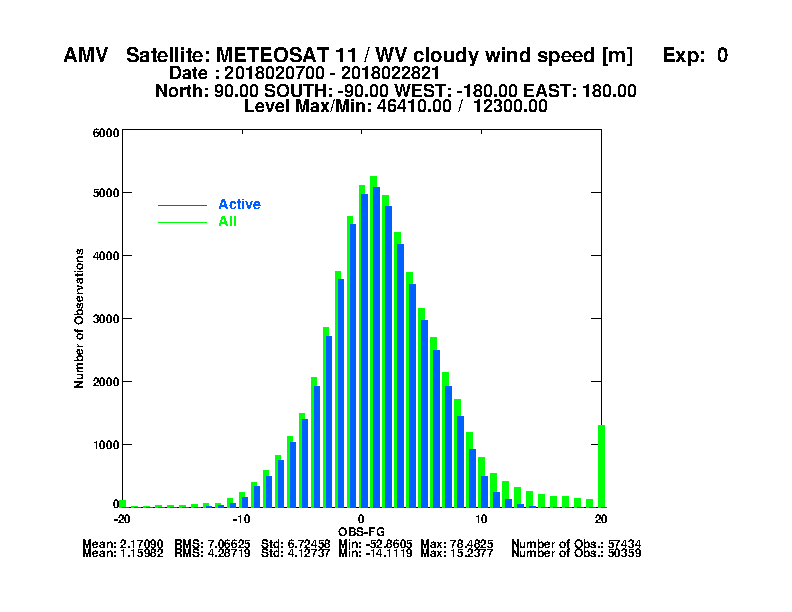 AMV Satellite: METEOSAT 11 / WV cloudy wind speed [m] Exp: 0
Date : 2018020700 - 2018022821
North: 90.00 SOUTH: -90.00 WEST: -180.00 EAST: 180.00
Level Max/Min: 46410.00 / 12300.00
6000
5000
4000
3000
2000
1000
0
Number of Observations
Active
All
-20 -10 0 10 20
OBS-FG
Mean: 2.17090 RMS: 7.06625 Std: 6.72458 Min: -52.8605 Max: 78.4825 Number of Obs.: 57434
Mean: 1.15982 RMS: 4.28719 Std: 4.12737 Min: -14.1119 Max: 15.2377 Number of Obs.: 50359